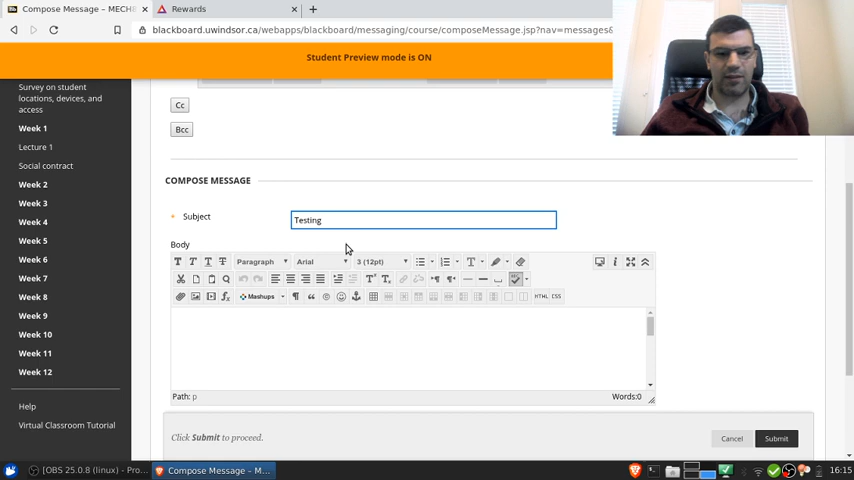 Compose Message – MECH8
Rewards
blackboard.uwindsor.ca/webapps/blackboard/messaging/course/composeMessage.jsp?nav=messages&
Student Preview mode is ON
Survey on student
locations, devices, and
access
Week 1
Lecture 1
Social contract
Week 2
Week 3
Week 4
Week 5
Week 6
Week 7
Week 8
Week 9
Week 10
Week 11
Week 12
Help
Virtual Classroom Tutorial
Cc
Bcc
COMPOSE MESSAGE
* Subject
Testing
Body
T T T T Paragraph Arial 3 (12pt)
Mashups
HTML CSS
Path: p
Words:0
Click Submit to proceed.
Cancel
Submit
[OBS 25.0.8 (linux) - Pro...
Compose Message – M...
16:15